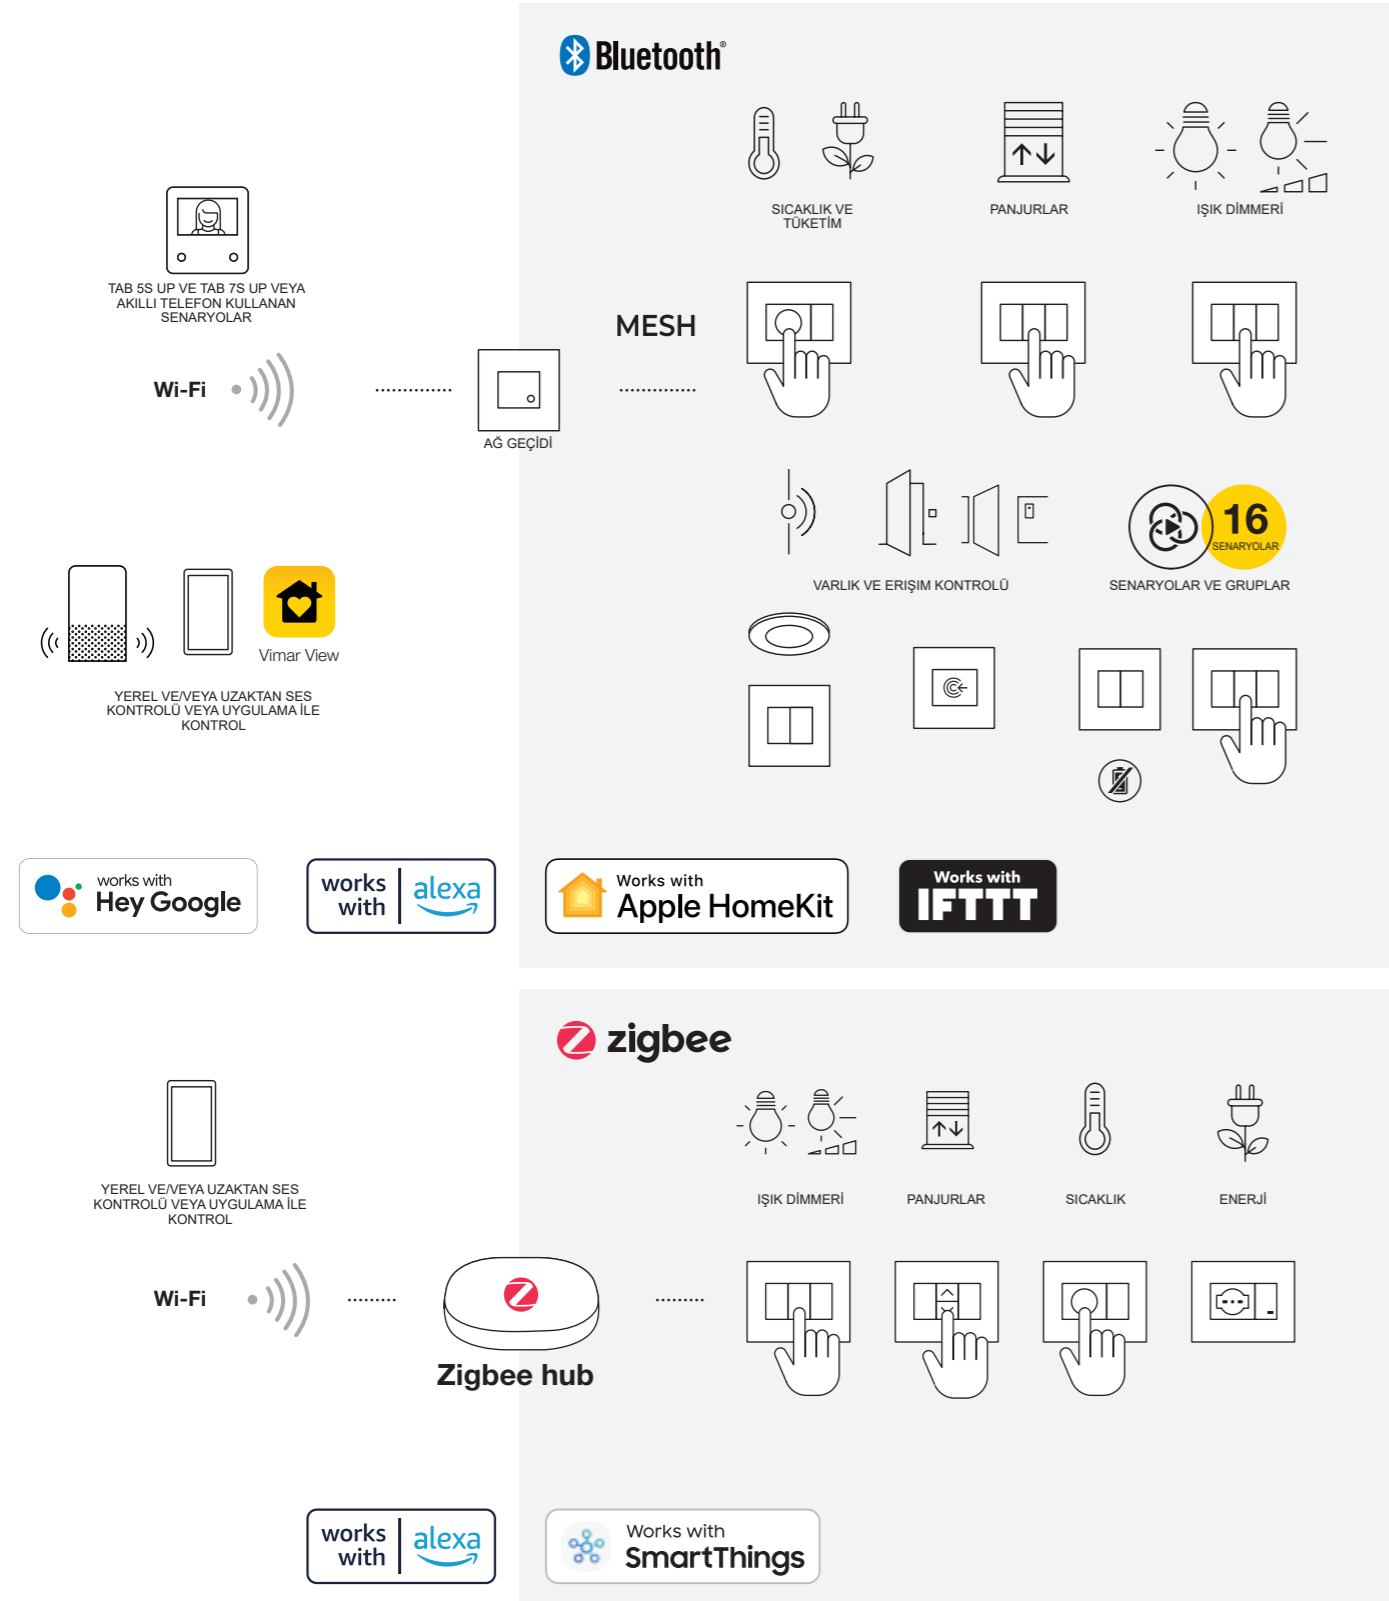 Bluetooth®
SICAKLIK VE
TÜKETİM
PANJURLAR
IŞIK DİMMERİ
TAB 5S UP VE TAB 7S UP VEYA
AKILLI TELEFON KULLANAN
SENARYOLAR
MESH
Wi-Fi
AĞ GEÇİDİ
VARLIK VE ERIŞIM KONTROLÜ
16
SENARYOLAR
SENARYOLAR VE GRUPLAR
Vimar View
YEREL VE/VEYA UZAKTAN SES
KONTROLÜ VEYA UYGULAMA İLE
KONTROL
works with
Hey Google
works
with
alexa
Works with
Apple HomeKit
Works with
IFTTT
zigbee
IŞIK DİMMERİ
PANJURLAR
SICAKLIK
ENERJİ
YEREL VE/VEYA UZAKTAN SES
KONTROLÜ VEYA UYGULAMA İLE
KONTROL
Wi-Fi
Zigbee hub
works
with
alexa
Works with
SmartThings